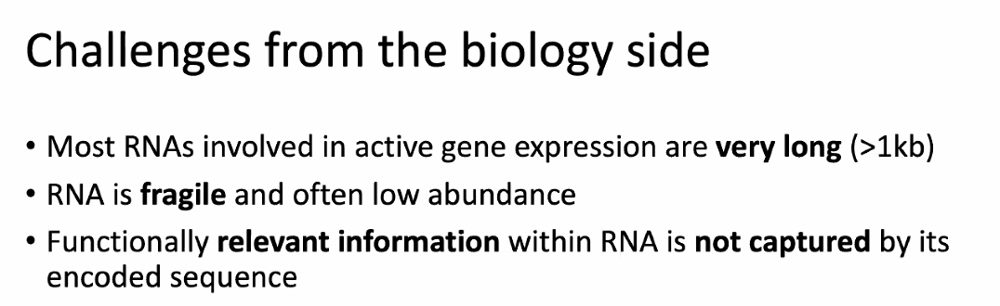 Challenges from the biology side
• Most RNAs involved in active gene expression are very long (>1kb)
• RNA is fragile and often low abundance
• Functionally relevant information within RNA is not captured by its
encoded sequence